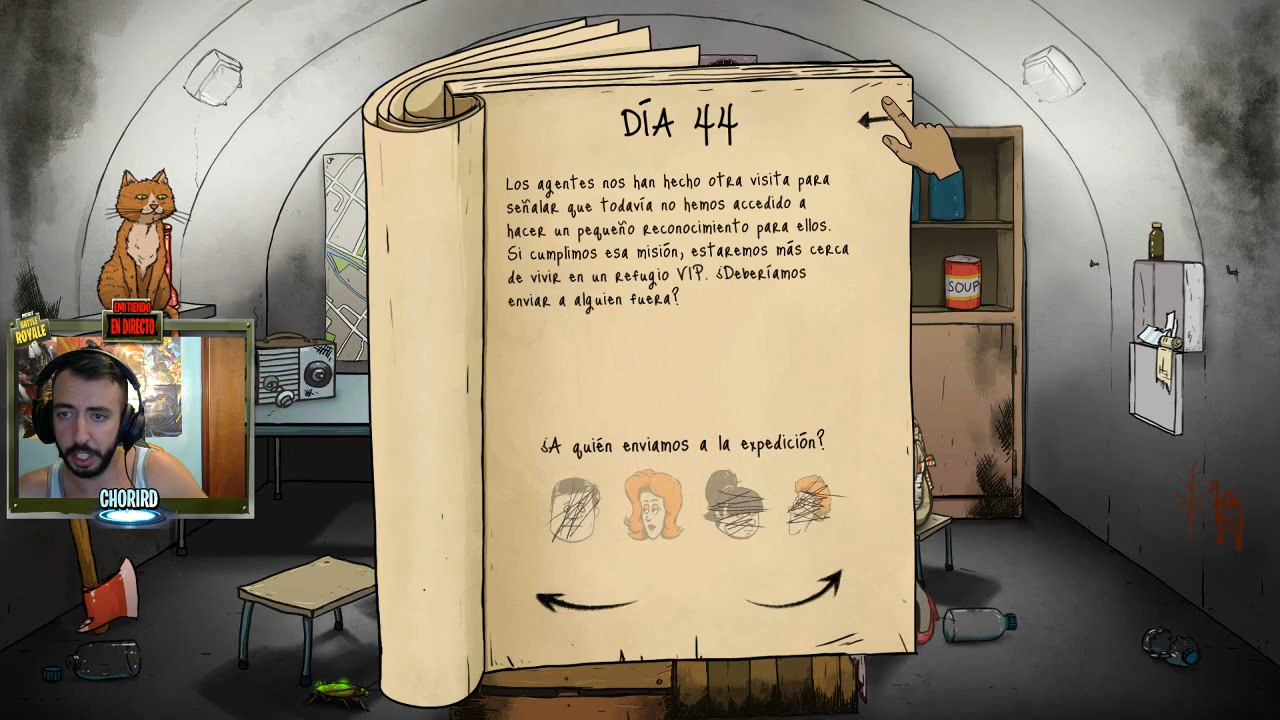 DÍA 44
Los agentes nos han hecho otra visita para
señalar que todavía no hemos accedido a
hacer un pequeño reconocimiento para ellos.
Si cumplimos esa misión, estaremos más cerca
de vivir en un refugio VIP. ¿Deberíamos
enviar a alguien fuera?
SOUP
EMITIENDO
EN DIRECTO
BATTLE
ROYALE
CHORIRD
¿A quién enviamos a la expedición?